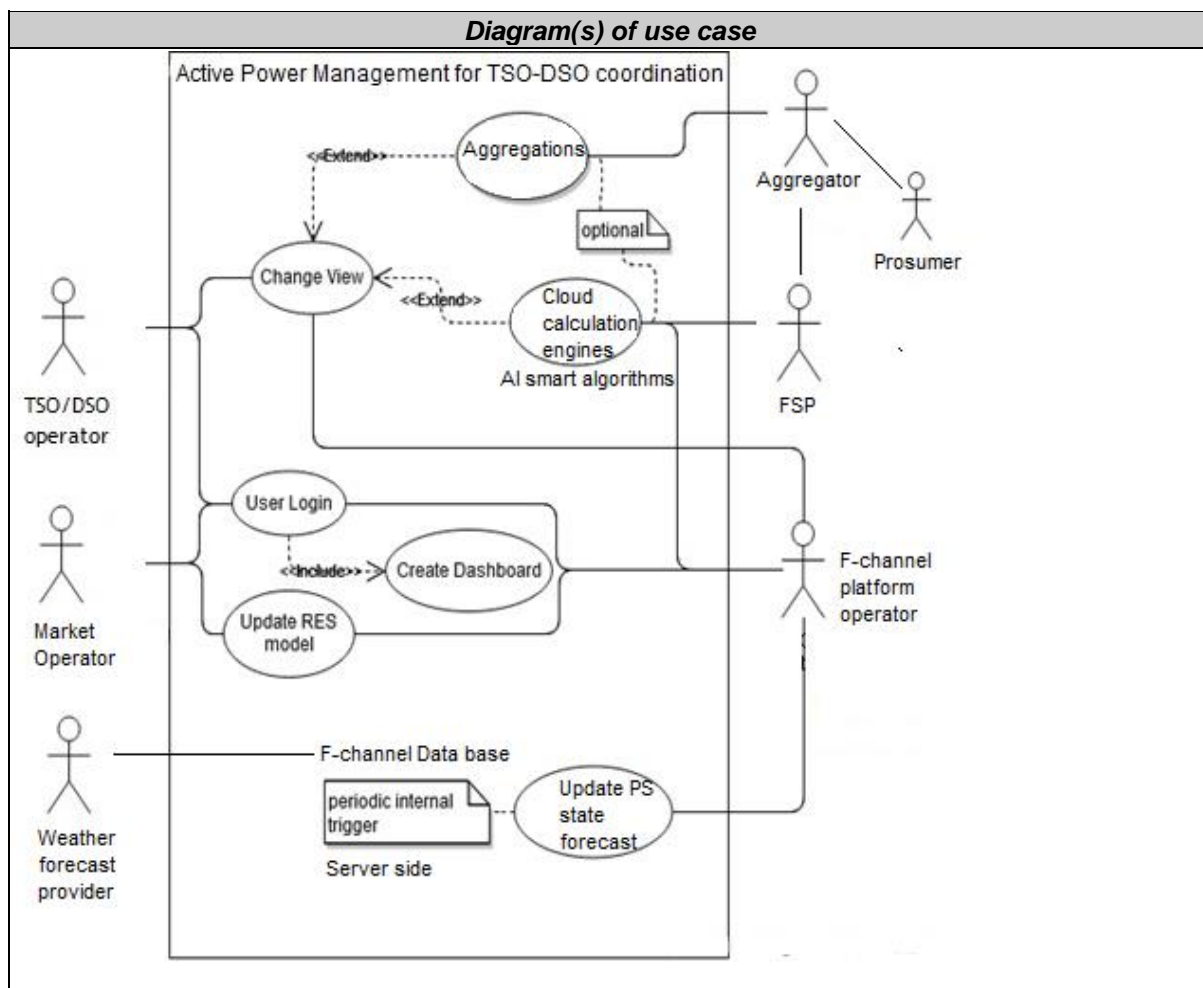 Diagram(s) of use case
Active Power Management for TSO-DSO coordination
Aggregations
<<Extend>>
Aggregator
optional
Prosumer
Change View
<<Extend>>
Cloud
calculation
engines
AI smart algorithms
FSP
TSO/DSO
operator
User Login
<<Include>>
Create Dashboard
F-channel
platform
operator
Update RES
model
Market
Operator
F-channel Data base
periodic internal
trigger
Update PS
state
forecast
Server side
Weather
forecast
provider